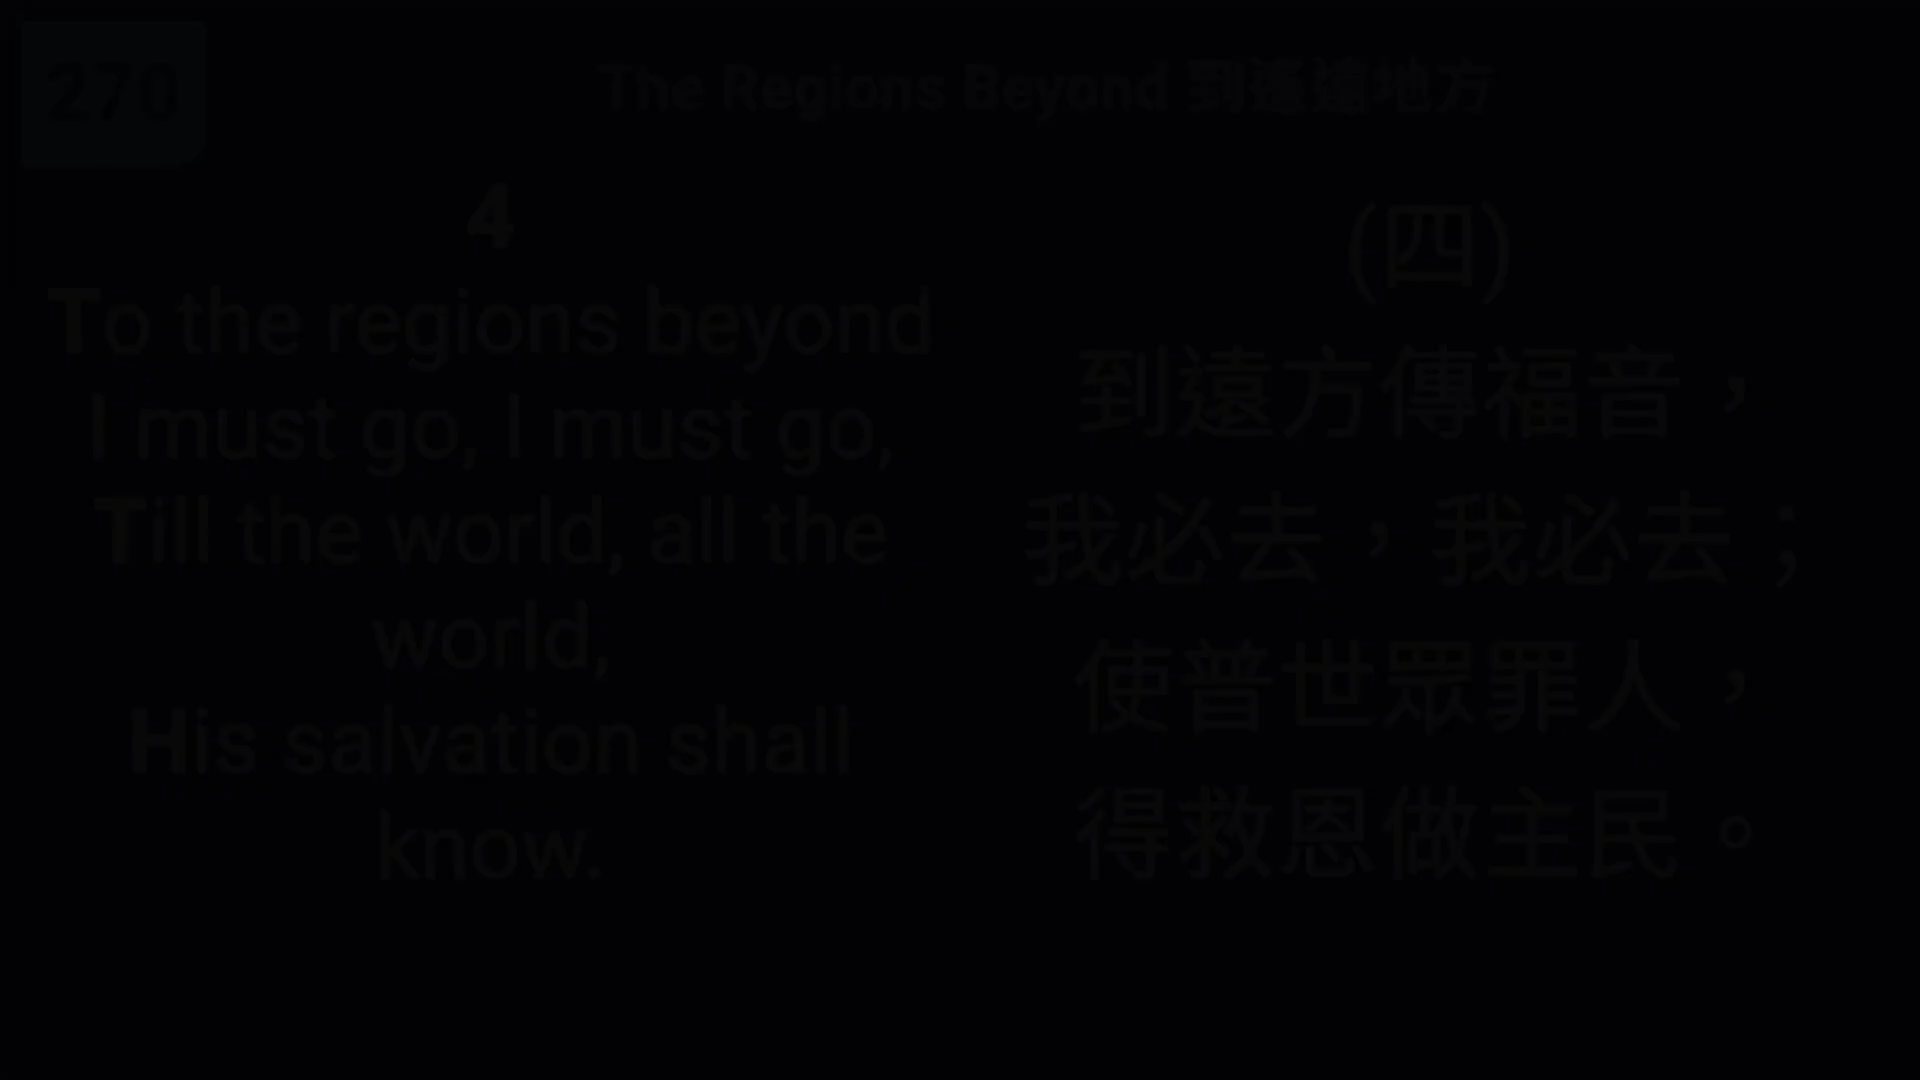 270
The Regions Beyond 到遙遠地方
4
To the regions beyond
I must go, I must go,
Till the world, all the
world,
His salvation shall
know.
(四)
到遠方傳福音，
我必去，我必去；
使普世眾罪人，
得救恩做主民。